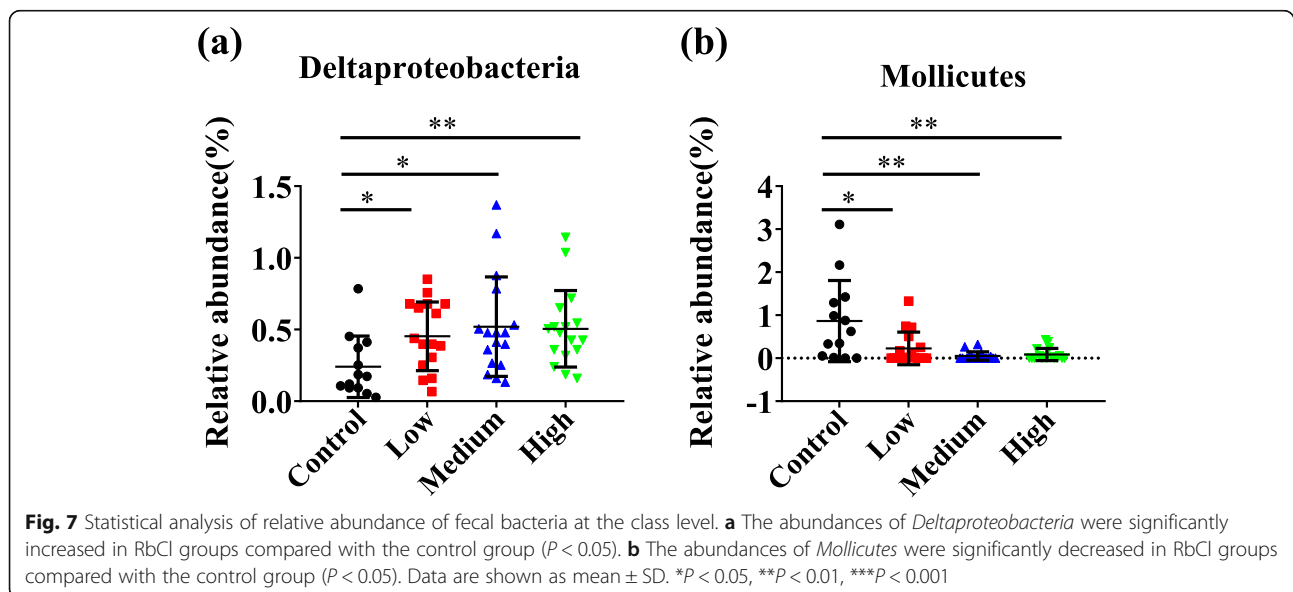 (a)
Deltaproteobacteria
**
*
*
Relative abundance(%)
1.5
1.0
0.5
0.0
Control
Low
Medium
High
(b)
Mollicutes
**
**
*
Relative abundance(%)
4
3
2
1
0
-1
Control
Low
Medium
High
Fig. 7 Statistical analysis of relative abundance of fecal bacteria at the class level. a The abundances of Deltaproteobacteria were significantly
increased in RbCl groups compared with the control group (P < 0.05). b The abundances of Mollicutes were significantly decreased in RbCl groups
compared with the control group (P < 0.05). Data are shown as mean ± SD. *P < 0.05, **P < 0.01, ***P < 0.001